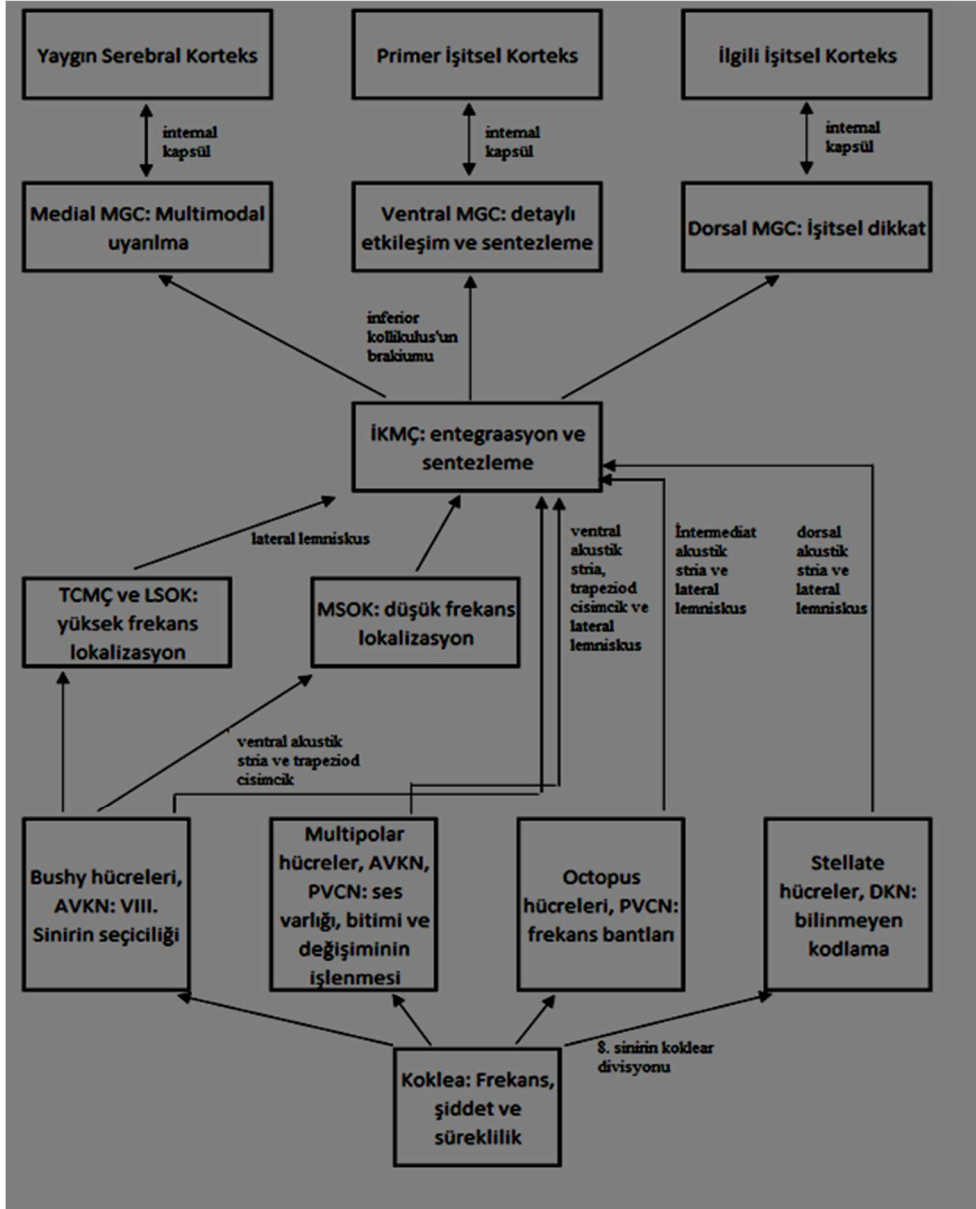 Yaygın Serebral Korteks
Primer İşitsel Korteks
İlgili İşitsel Korteks
internal
kapsül
internal
kapsül
internal
kapsül
Medial MGC: Multimodal
uyarılma
Ventral MGC: detaylı
etkileşim ve sentezleme
Dorsal MGC: İşitsel dikkat
inferior
kollikulus'un
brakiumu
İKMÇ: entegraasyon ve
sentezleme
lateral lemniskus
ventral
akustik
stria,
trapeziod
cisimcik ve
lateral
lemniskus
İntermediat
akustik
stria ve
lateral
lemniskus
dorsal
akustik
stria ve
lateral
lemniskus
TCMÇ ve LSOK:
yüksek frekans
lokalizasyon
MSOK: düşük frekans
lokalizasyon
ventral akustik
stria ve trapeziod
cisimcik
Bushy hücreleri,
AVKN: VIII.
Sinirin seçiciliği
Multipolar
hücreler, AVKN,
PVCN: ses
varlığı, bitimi ve
değişiminin
işlenmesi
Octopus
hücreleri, PVCN:
frekans bantları
Stellate
hücreler, DKN:
bilinmeyen
kodlama
8. sinirin koklear
divisyonu
Koklea: Frekans,
şiddet ve
süreklilik